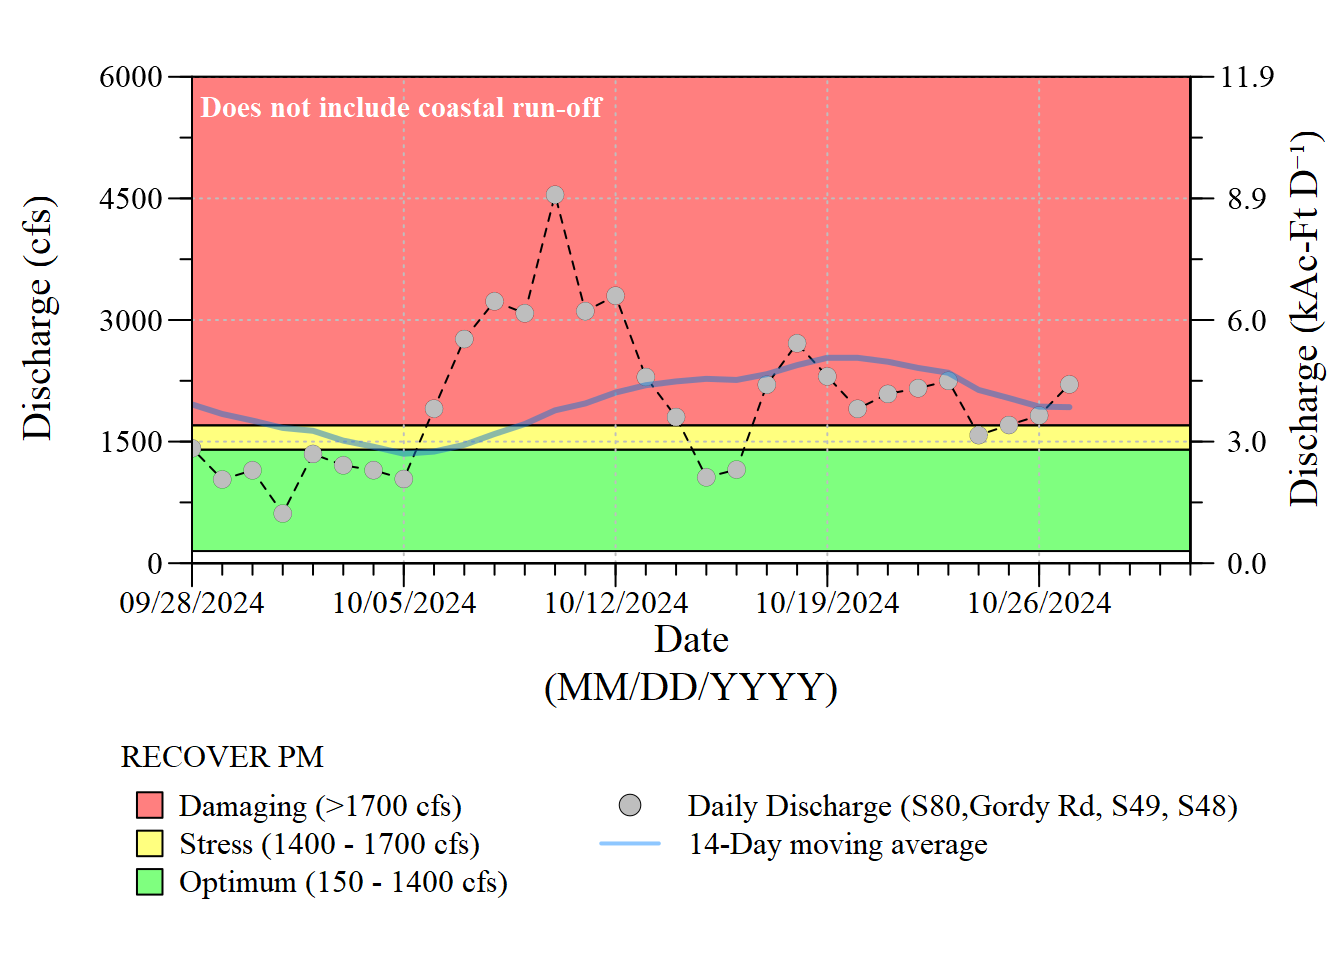 6000
4500
3000
1500
0
Discharge (cfs)
Does not include coastal run-off
11.9
8.9
6.0
3.0
0.0
Discharge (kAc-Ft D⁻¹)
09/28/2024 10/05/2024 10/12/2024 10/19/2024 10/26/2024
Date
(MM/DD/YYYY)
RECOVER PM
Damaging (>1700 cfs)
Stress (1400 - 1700 cfs)
Optimum (150 - 1400 cfs)
Daily Discharge (S80,Gordy Rd, S49, S48)
14-Day moving average